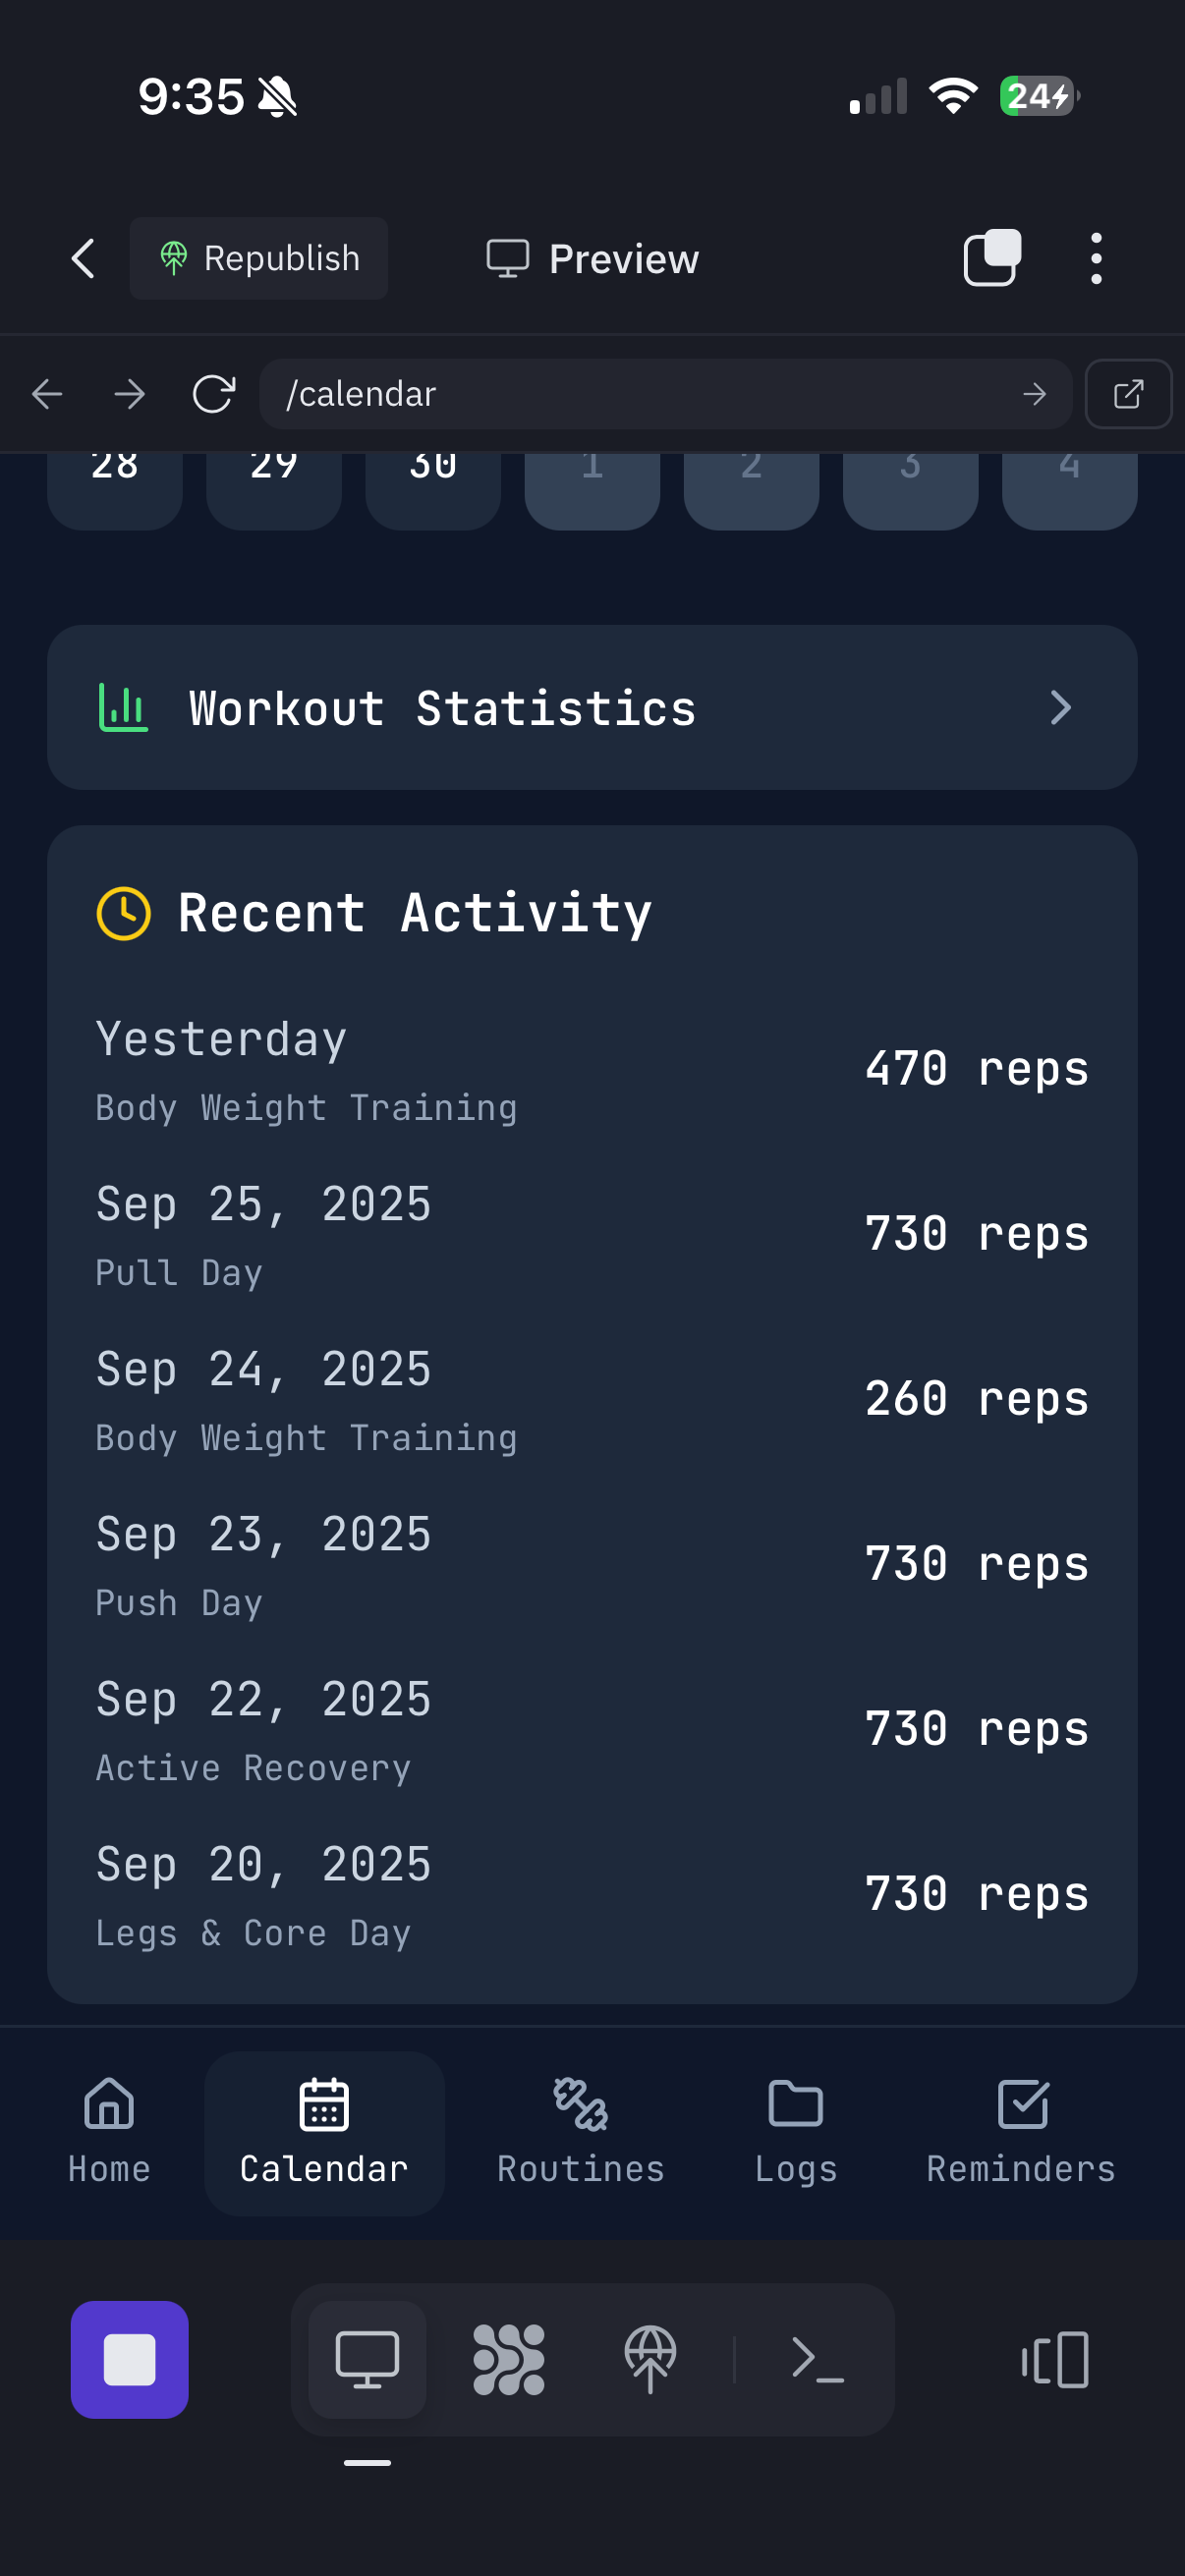 9:35
24
Republish
Preview
/calendar
28 29 30 1 2 3 4
Workout Statistics
Recent Activity
Yesterday
470 reps
Body Weight Training
Sep 25, 2025
730 reps
Pull Day
Sep 24, 2025
260 reps
Body Weight Training
Sep 23, 2025
730 reps
Push Day
Sep 22, 2025
730 reps
Active Recovery
Sep 20, 2025
730 reps
Legs & Core Day
Home Calendar Routines Logs Reminders